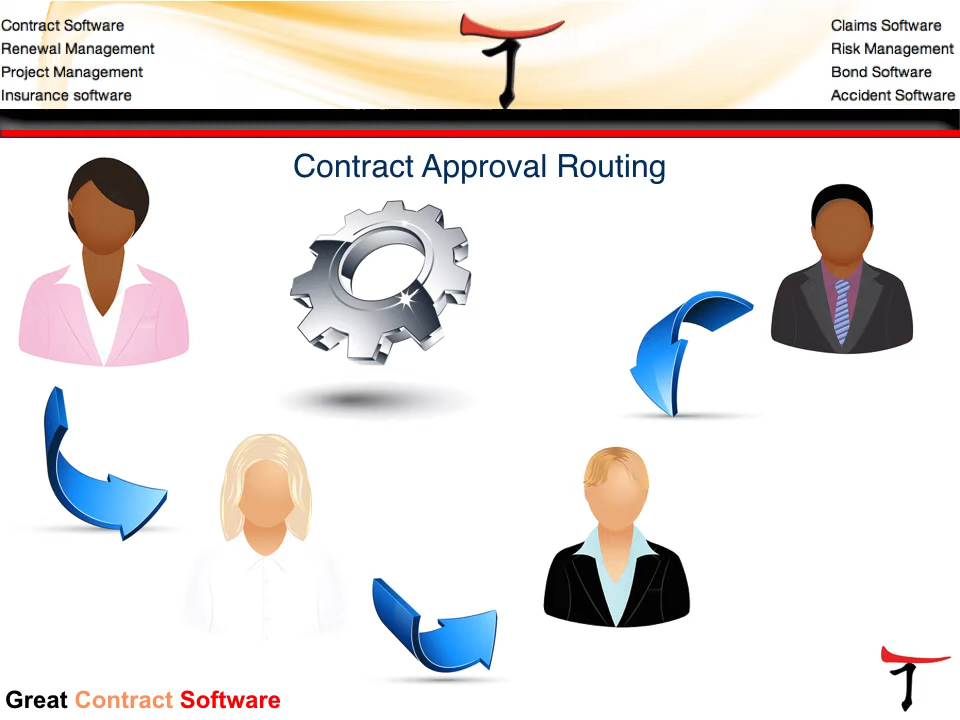 Contract Software
Renewal Management
Project Management
Insurance software
Claims Software
Risk Management
Bond Software
Accident Software
Contract Approval Routing
Great Contract Software